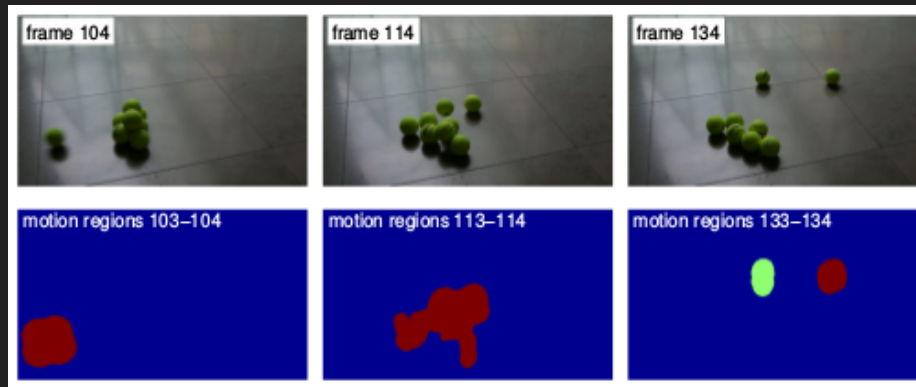 frame 104
frame 114
frame 134
motion regions 103–104
motion regions 113–114
motion regions 133–134